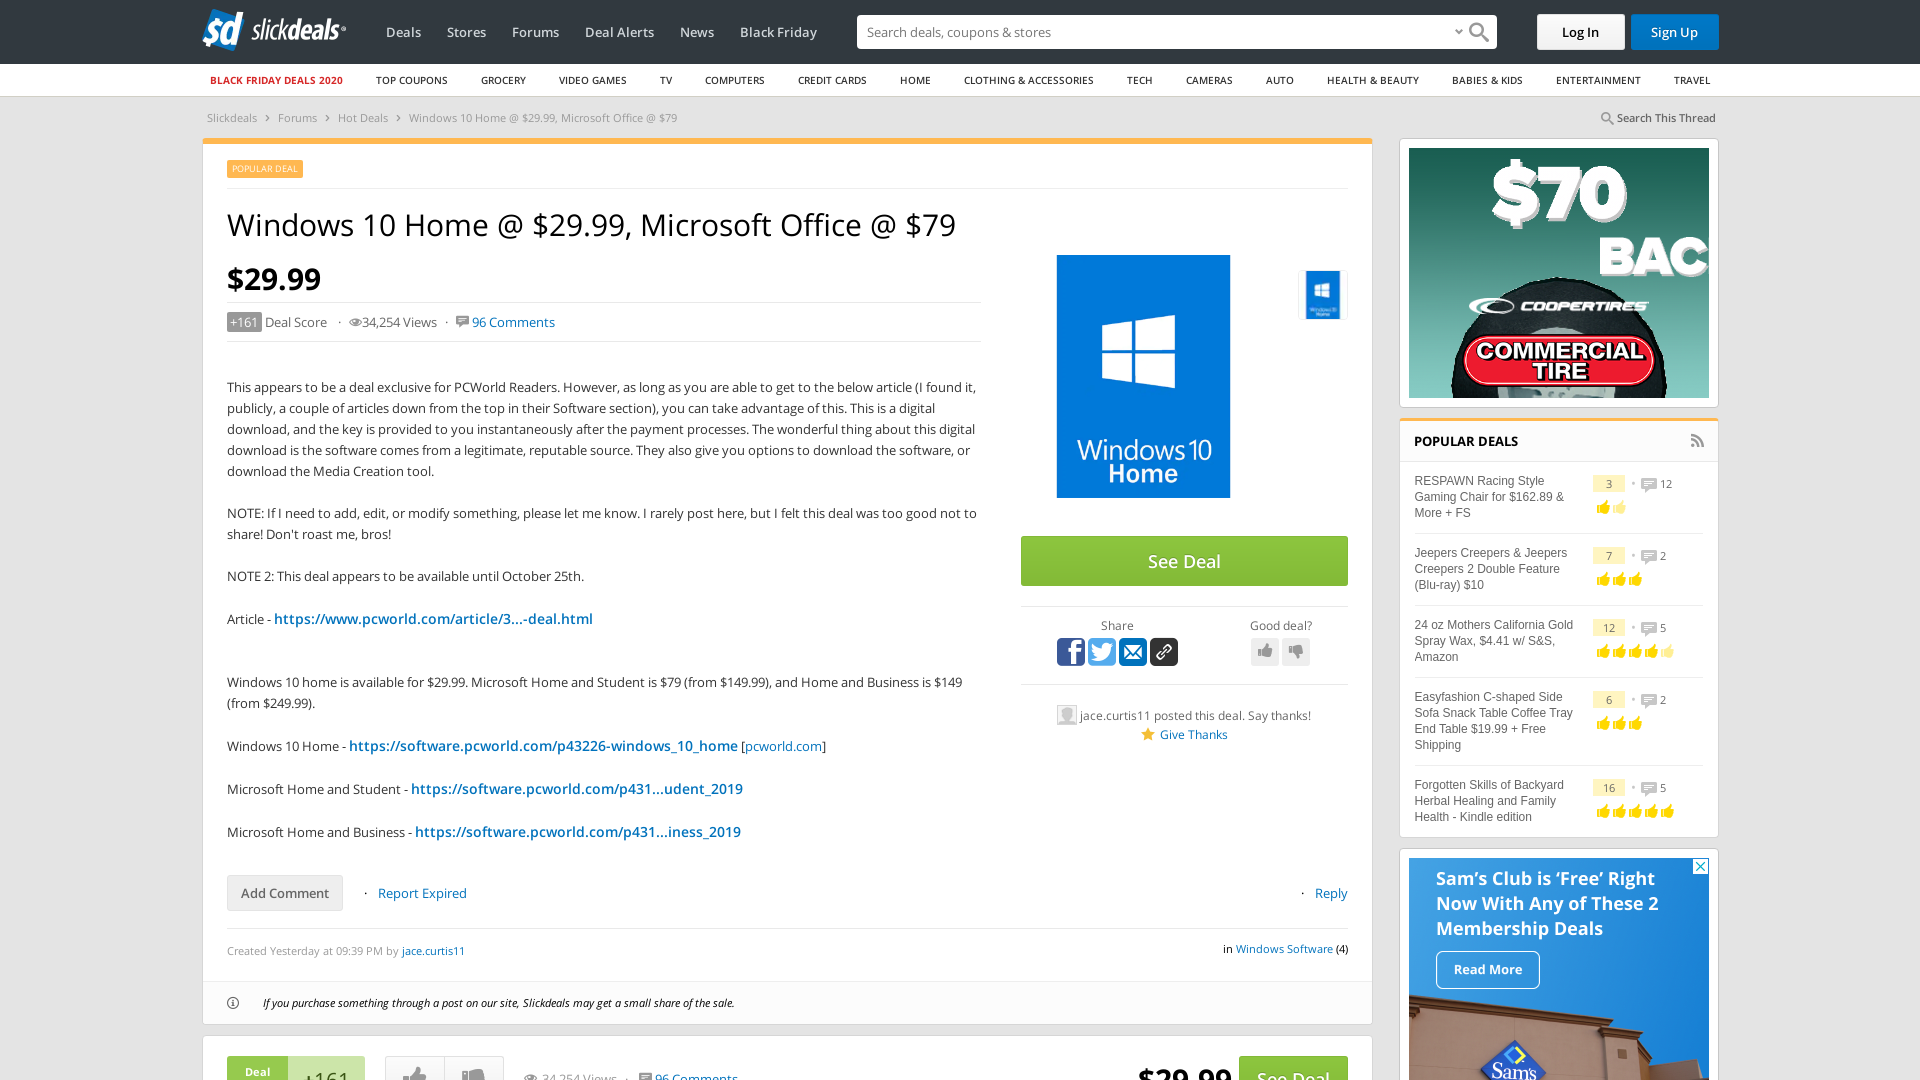 sd slickdeals
Deals Stores Forums Deal Alerts News Black Friday
Search deals, coupons & stores
Log In Sign Up
BLACK FRIDAY DEALS 2020 TOP COUPONS GROCERY VIDEO GAMES TV COMPUTERS CREDIT CARDS HOME CLOTHING & ACCESSORIES TECH CAMERAS AUTO HEALTH & BEAUTY BABIES & KIDS ENTERTAINMENT TRAVEL
Slickdeals › Forums › Hot Deals › Windows 10 Home @ $29.99, Microsoft Office @ $79
Search This Thread
POPULAR DEAL
Windows 10 Home @ $29.99, Microsoft Office @ $79
$29.99
+161 Deal Score · 34,254 Views · 96 Comments
This appears to be a deal exclusive for PCWorld Readers. However, as long as you are able to get to the below article (I found it,
publicly, a couple of articles down from the top in their Software section), you can take advantage of this. This is a digital
download, and the key is provided to you instantaneously after the payment processes. The wonderful thing about this digital
download is the software comes from a legitimate, reputable source. They also give you options to download the software, or
download the Media Creation tool.
NOTE: If I need to add, edit, or modify something, please let me know. I rarely post here, but I felt this deal was too good not to
share! Don't roast me, bros!
NOTE 2: This deal appears to be available until October 25th.
Article - https://www.pcworld.com/article/3...-deal.html
Windows 10 home is available for $29.99. Microsoft Home and Student is $79 (from $149.99), and Home and Business is $149
(from $249.99).
Windows 10 Home - https://software.pcworld.com/p43226-windows_10_home [pcworld.com]
Microsoft Home and Student - https://software.pcworld.com/p431...udent_2019
Microsoft Home and Business - https://software.pcworld.com/p431...iness_2019
Add Comment · Report Expired
· Reply
Created Yesterday at 09:39 PM by jace.curtis11
in Windows Software (4)
If you purchase something through a post on our site, Slickdeals may get a small share of the sale.
Windows 10
Home
See Deal
Share
Good deal?
jace.curtis11 posted this deal. Say thanks!
Give Thanks
Deal
+161
34,254 Views · 96 Comments
$29.99
See Deal
$70
BAC
COOPERTIRES
COMMERCIAL
TIRE
POPULAR DEALS
RESPAWN Racing Style
Gaming Chair for $162.89 &
More + FS
3 · 12
Jeepers Creepers & Jeepers
Creepers 2 Double Feature
(Blu-ray) $10
7 · 2
24 oz Mothers California Gold
Spray Wax, $4.41 w/ S&S,
Amazon
12 · 5
Easyfashion C-shaped Side
Sofa Snack Table Coffee Tray
End Table $19.99 + Free
Shipping
6 · 2
Forgotten Skills of Backyard
Herbal Healing and Family
Health - Kindle edition
16 · 5
Sam's Club is ‘Free’ Right
Now With Any of These 2
Membership Deals
Read More
Sam's